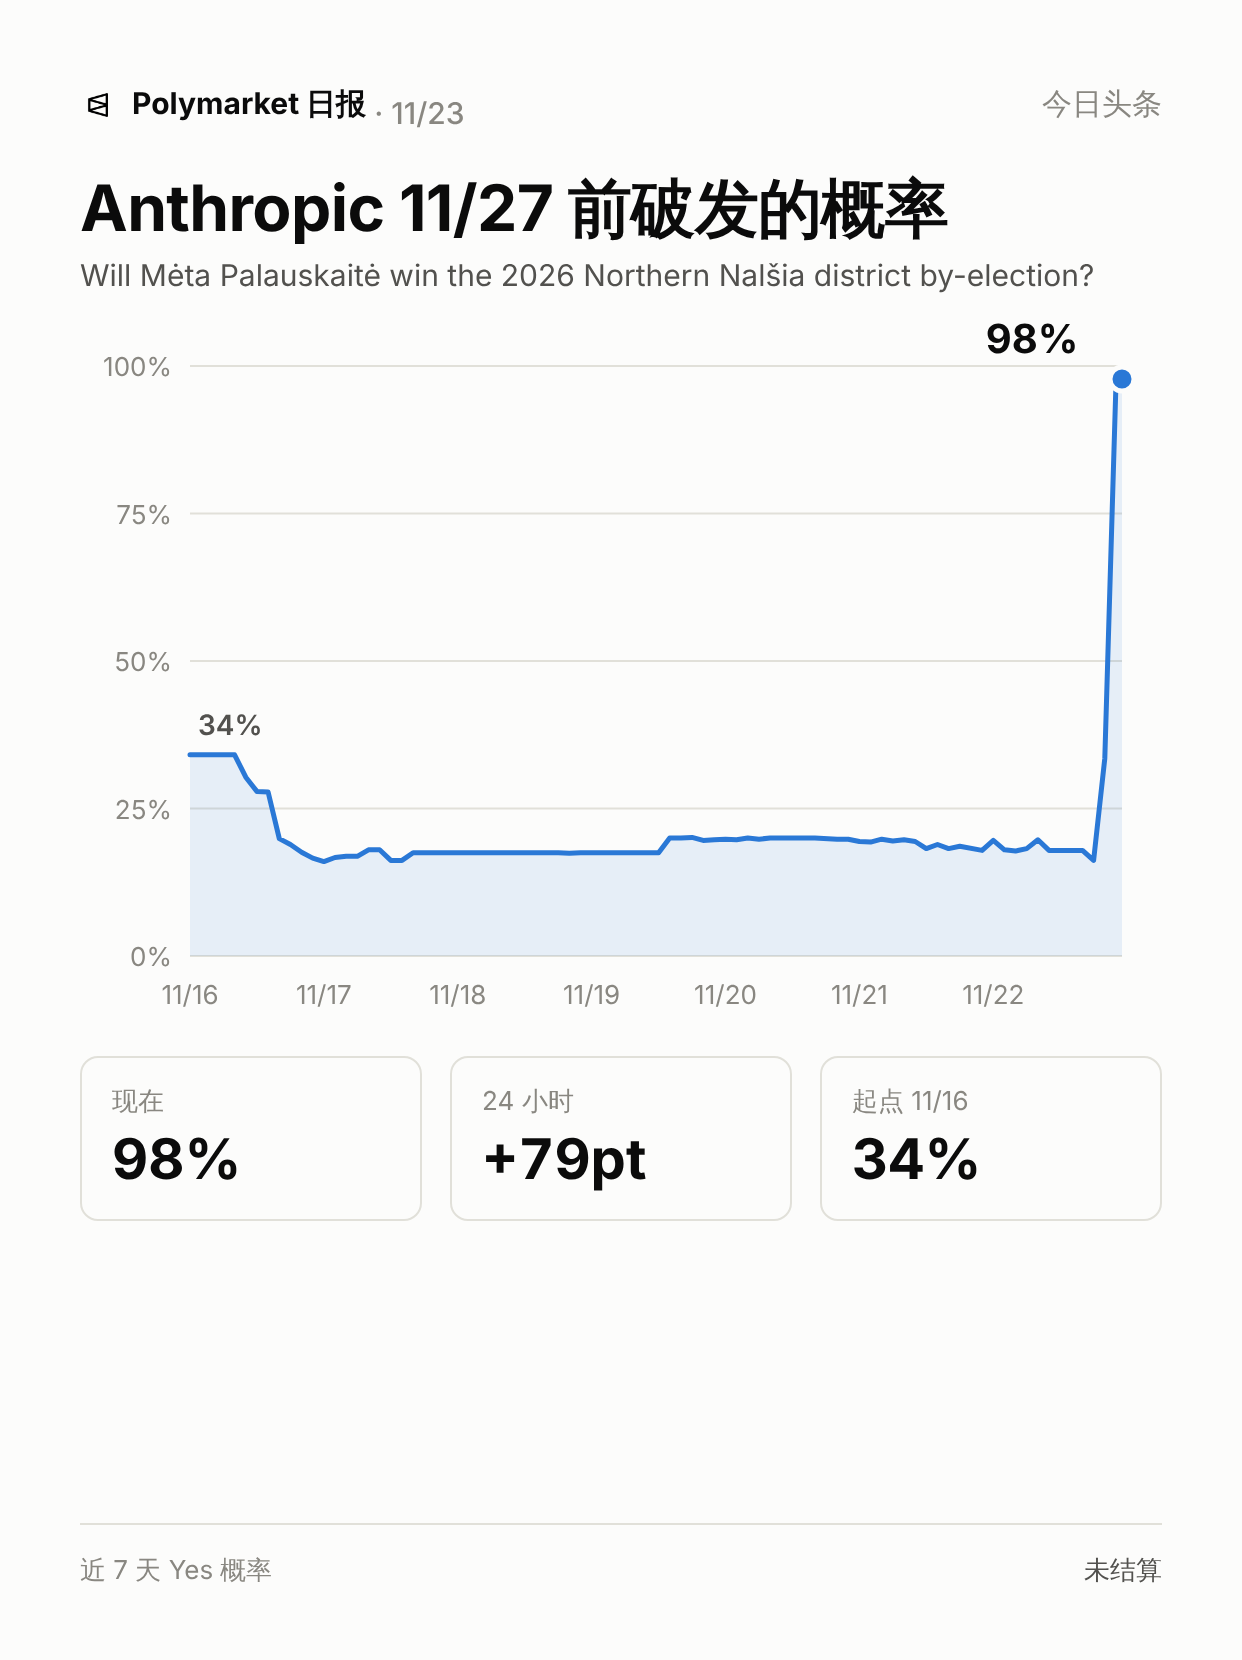 Polymarket 日报 · 11/23
今日头条
Anthropic 11/27 前破发的概率
Will Mėta Palauskaitė win the 2026 Northern Nalšia district by-election?
98%
100%
75%
50%
34%
25%
0%
11/16 11/17 11/18 11/19 11/20 11/21 11/22
现在
98%
24 小时
+79pt
起点 11/16
34%
近 7 天 Yes 概率
未结算